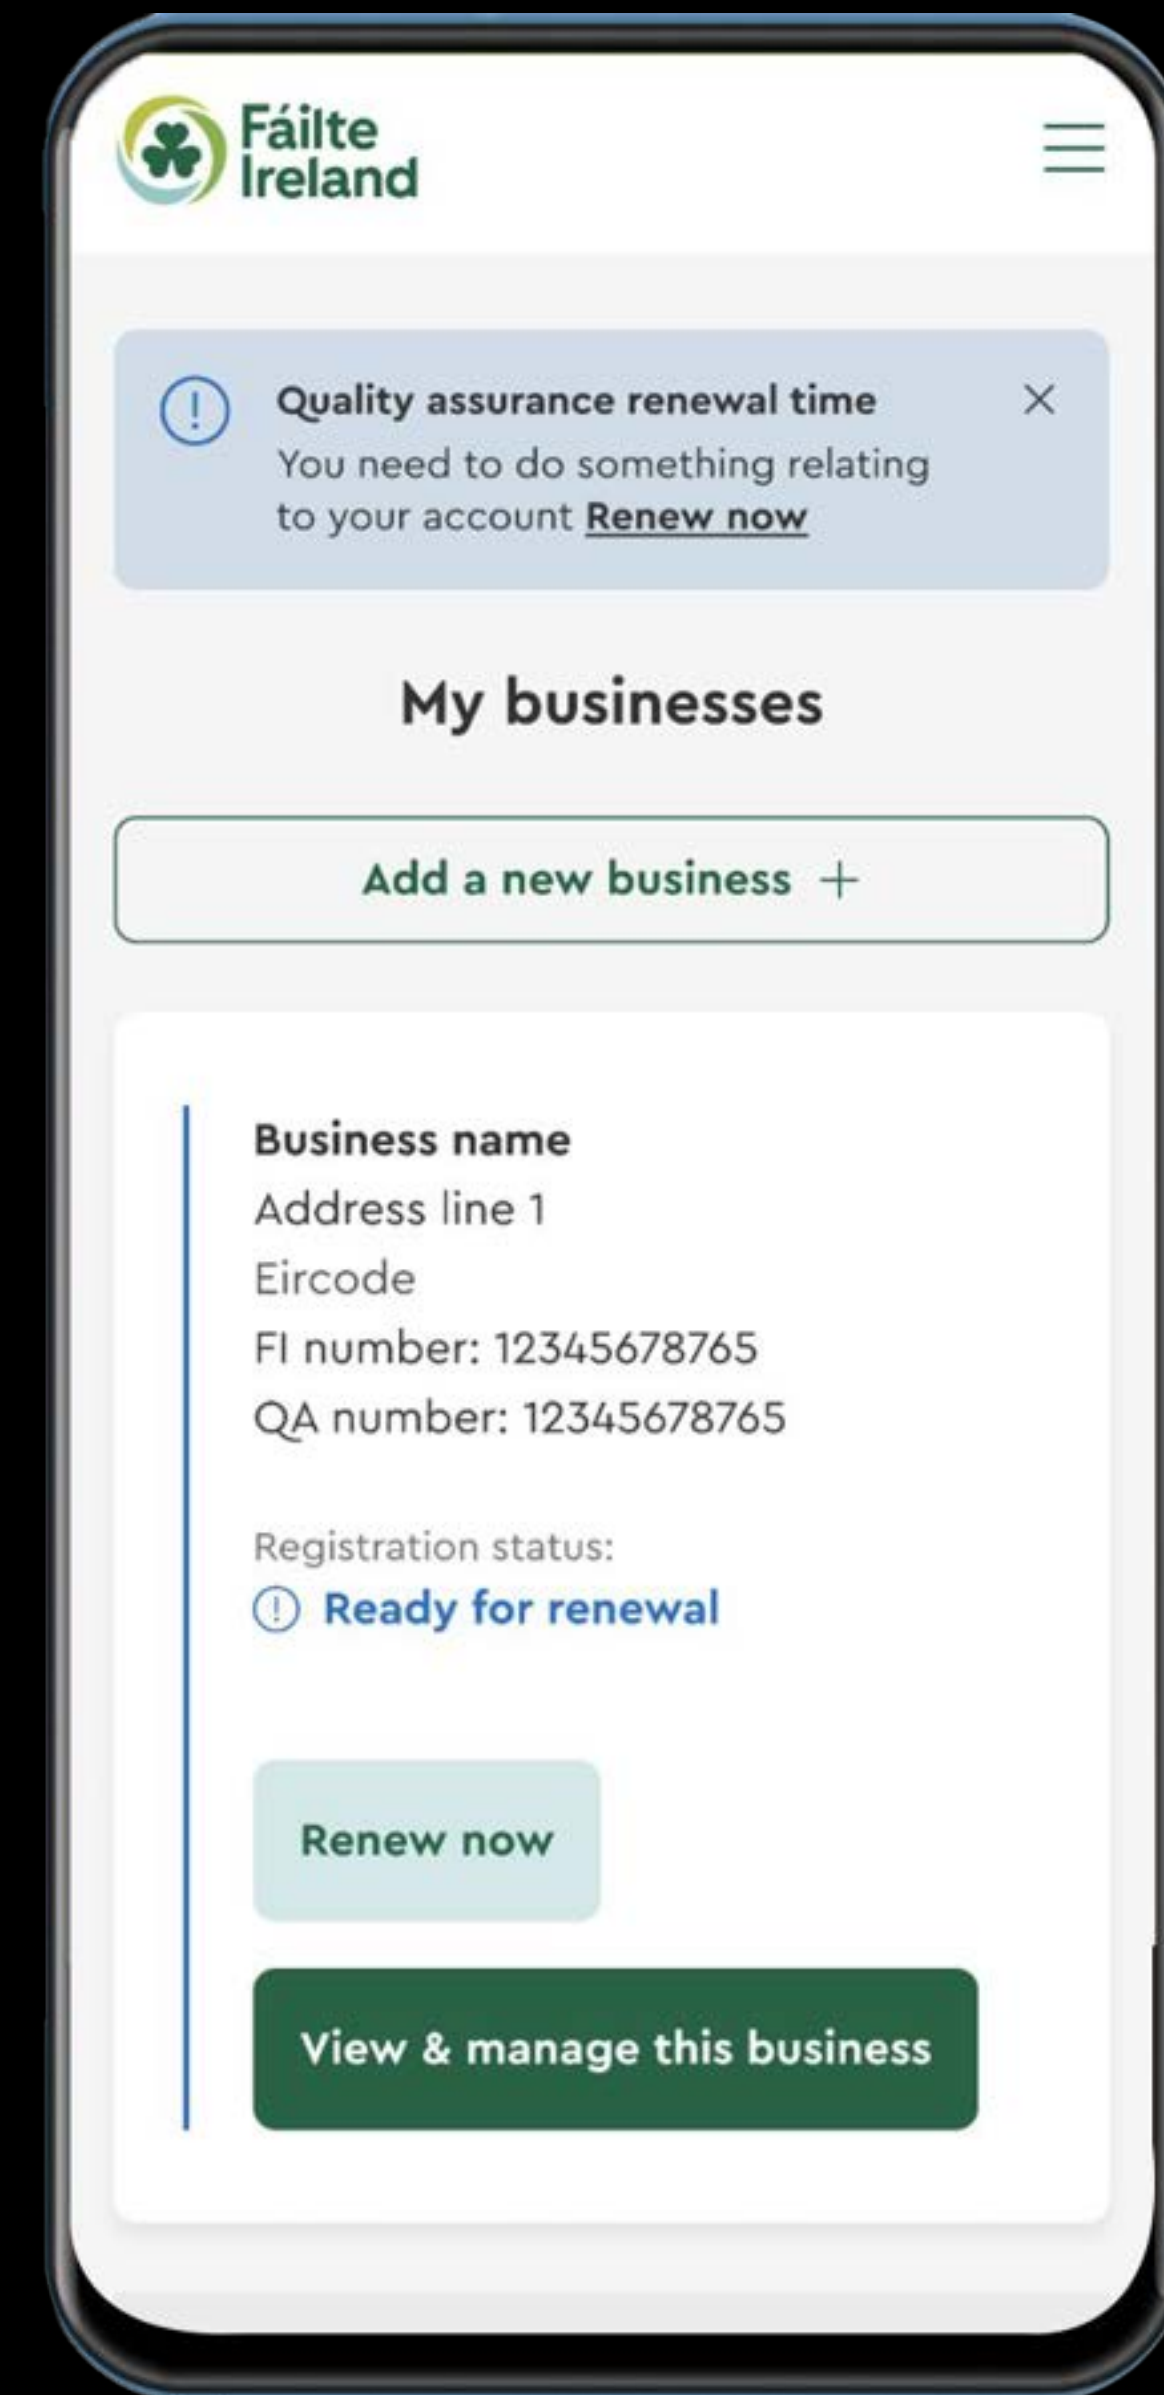 Fáilte
Ireland
Quality assurance renewal time
You need to do something relating
to your account Renew now
My businesses
Add a new business +
Business name
Address line 1
Eircode
FI number: 12345678765
QA number: 12345678765
Registration status:
Ready for renewal
Renew now
View & manage this business